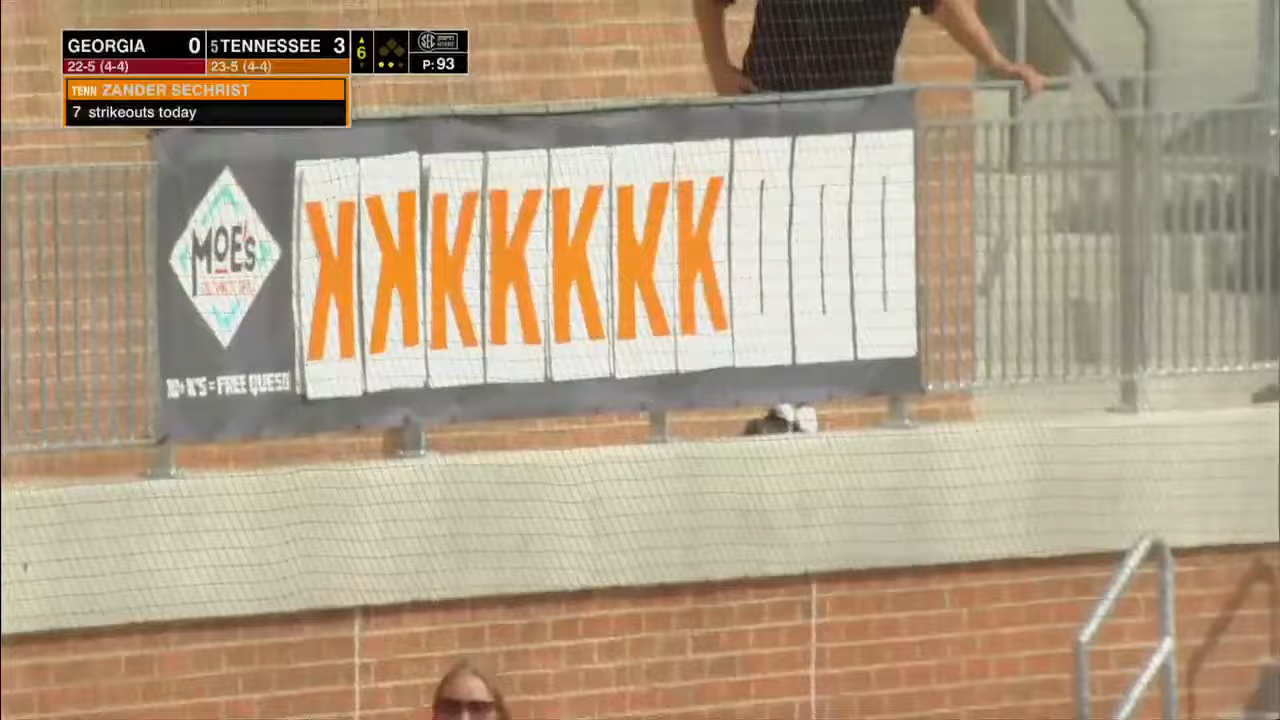 GEORGIA 0 5 TENNESSEE 3 6 SEC
22-5 (4-4) 23-5 (4-4) P: 93
TENN ZANDER SECHRIST
7 strikeouts today
MOE'S
10+ K'S = FREE QUESO
KKKKKKK